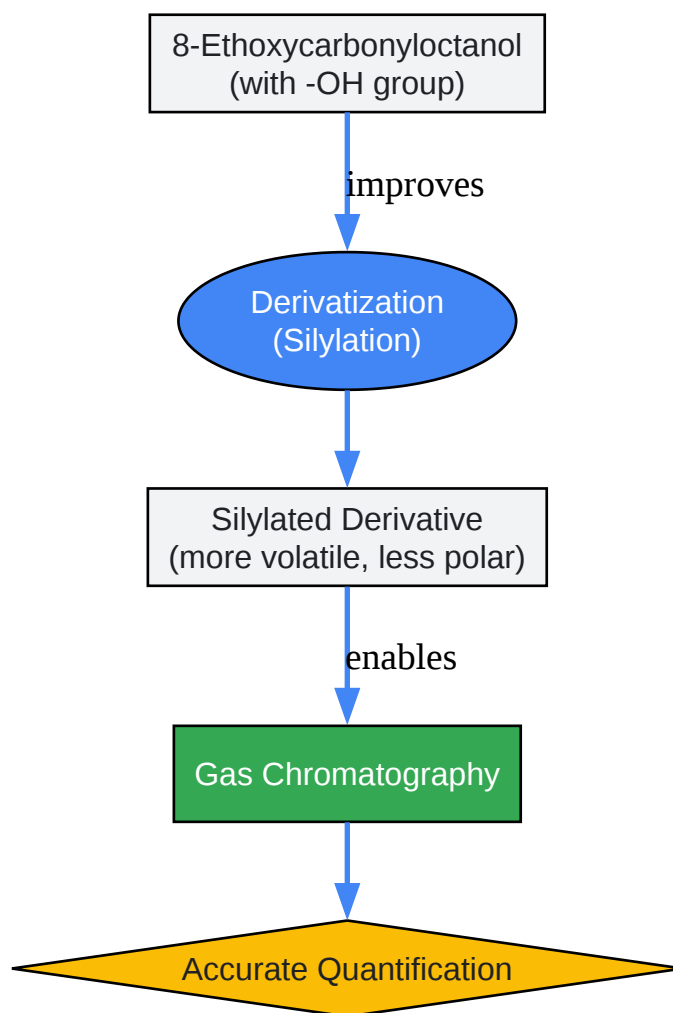 8-Ethoxycarbonyloctanol
(with -OH group)
improves
Derivatization
(Silylation)
Silylated Derivative
(more volatile, less polar)
enables
Gas Chromatography
Accurate Quantification